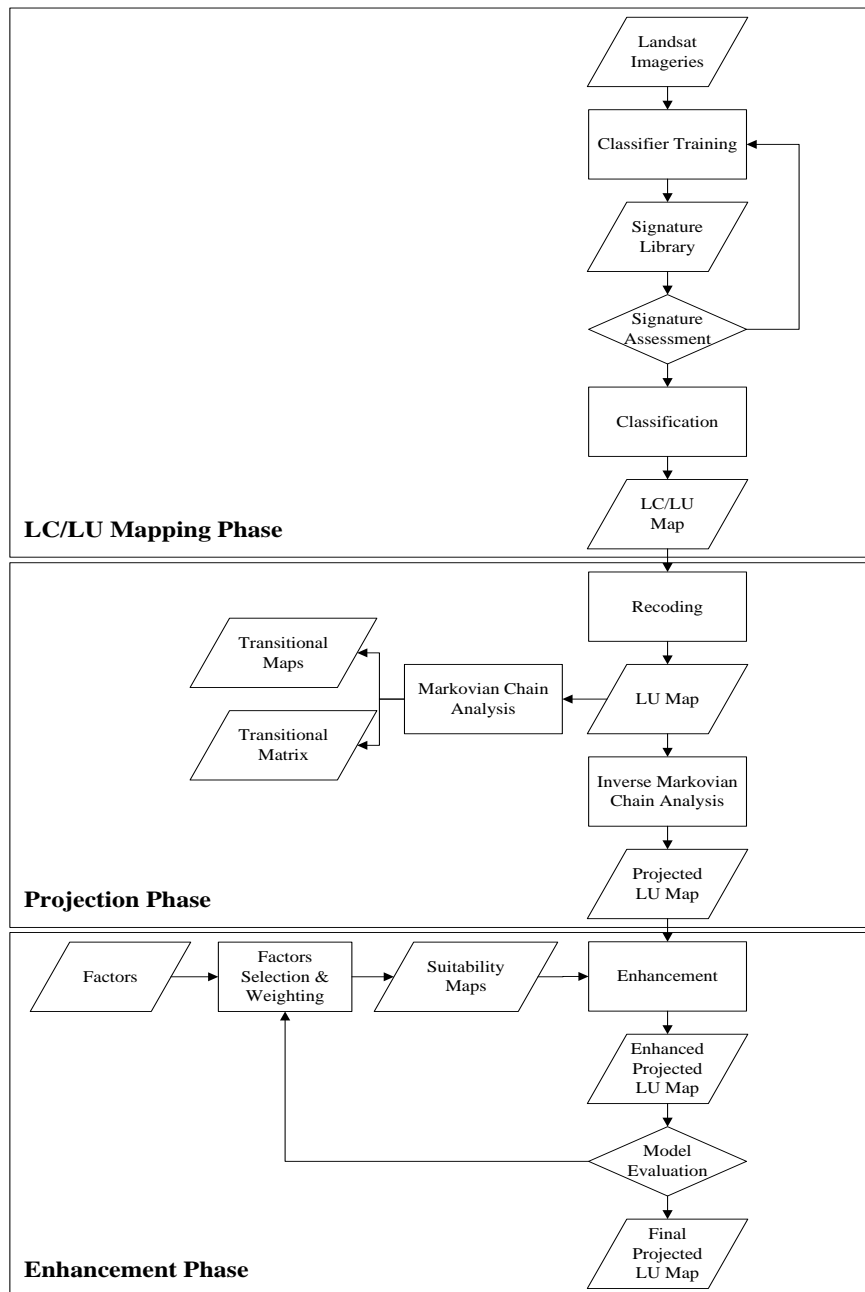 Landsat
Imageries
Classifier Training
Signature
Library
Signature
Assessment
Classification
LC/LU
Map
LC/LU Mapping Phase
Recoding
Transitional
Maps
Markovian Chain
Analysis
LU Map
Transitional
Matrix
Inverse Markovian
Chain Analysis
Projected
LU Map
Projection Phase
Factors
Factors
Selection &
Weighting
Suitability
Maps
Enhancement
Enhanced
Projected
LU Map
Model
Evaluation
Final
Projected
LU Map
Enhancement Phase